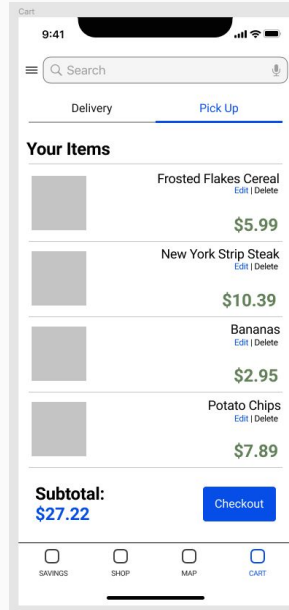 Cart
9:41
Search
Delivery Pick Up
Your Items
Frosted Flakes Cereal
Edit | Delete
$5.99
New York Strip Steak
Edit | Delete
$10.39
Bananas
Edit | Delete
$2.95
Potato Chips
Edit | Delete
$7.89
Subtotal:
$27.22
Checkout
SAVINGS SHOP MAP CART